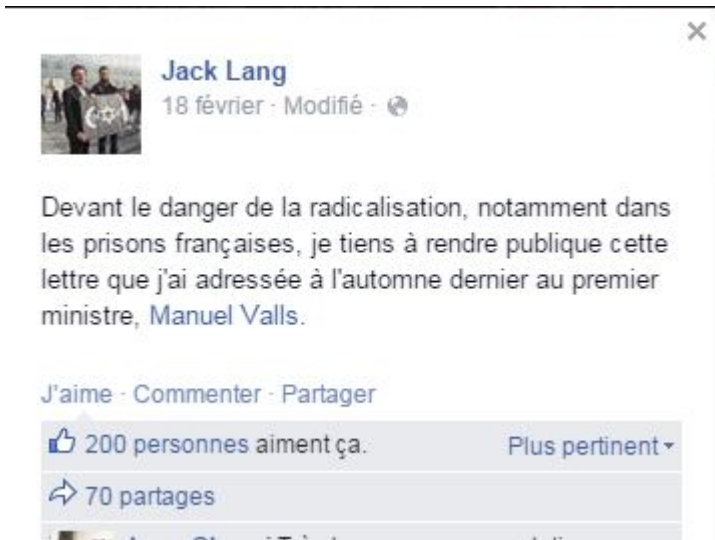 Jack Lang
18 février · Modifié ·
Devant le danger de la radicalisation, notamment dans
les prisons françaises, je tiens à rendre publique cette
lettre que j'ai adressée à l'automne dernier au premier
ministre, Manuel Valls.
J'aime · Commenter · Partager
200 personnes aiment ça. Plus pertinent
70 partages